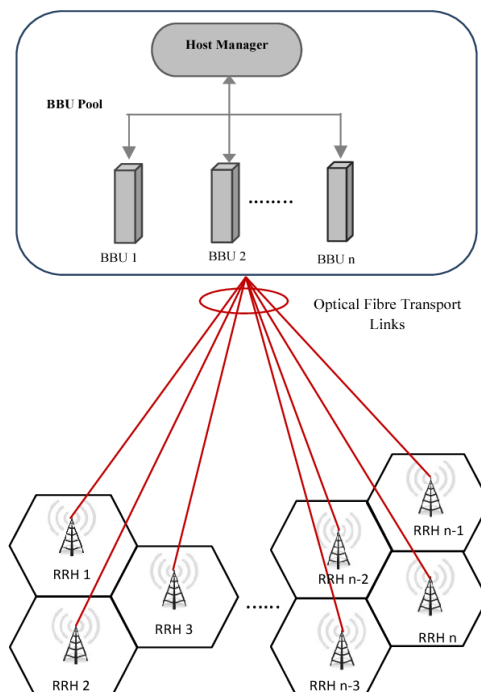 Host Manager
BBU Pool
........
BBU 1
BBU 2
BBU n
Optical Fibre Transport
Links
RRH n-1
RRH 1
RRH n-2
RRH 3
......
RRH n
RRH 2
RRH n-3